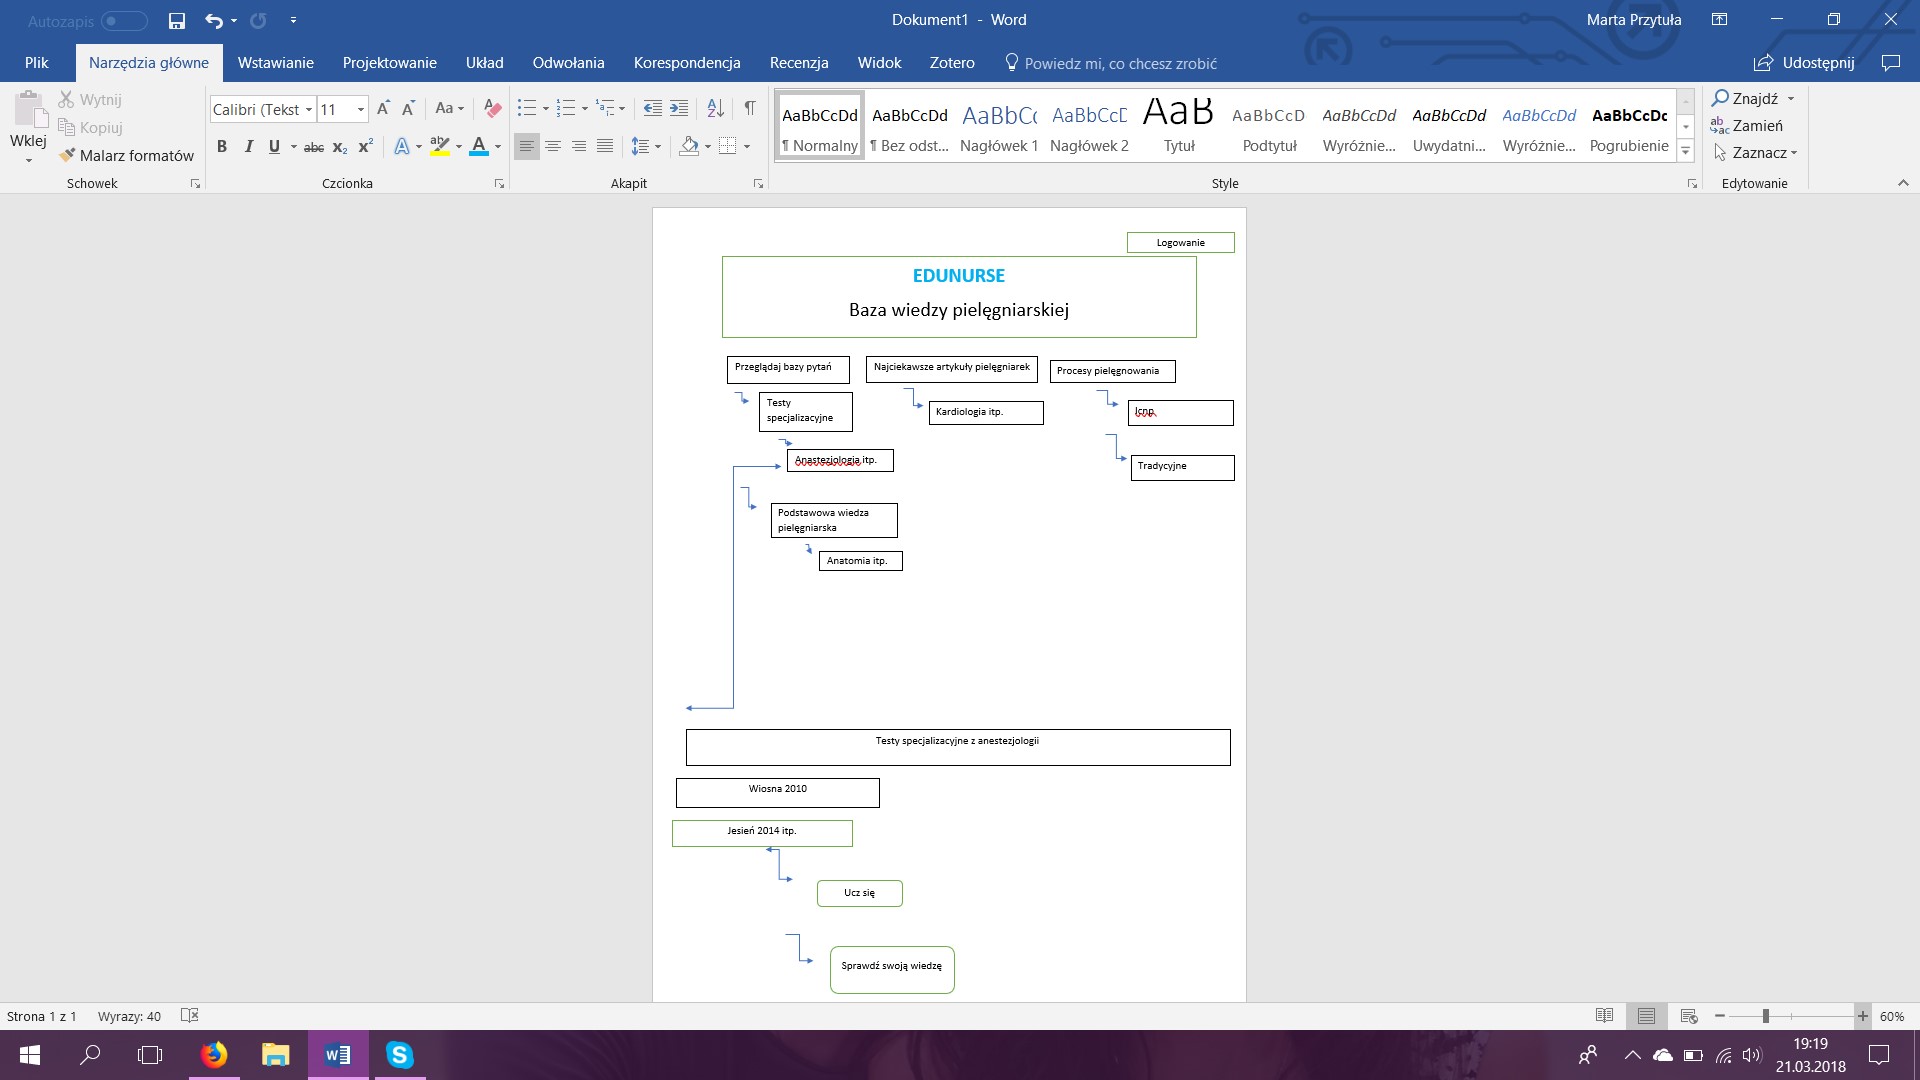 Autozapis
Dokument1 - Word
Marta Przytuła
Plik
Narzędzia główne
Wstawianie
Projektowanie
Układ
Odwołania
Korespondencja
Recenzja
Widok
Zotero
Powiedz mi, co chcesz zrobić
Udostępnij
Wklej
Wytnij
Kopiuj
Malarz formatów
Schowek
Calibri (Tekst
11
Aa
B I U abc x2 x2 A ab A
Czcionka
Akapit
AaBbCcDd
¶ Normalny
AaBbCcDd
¶ Bez odst...
AaBbCc
Nagłówek 1
AaBbCcD
Nagłówek 2
AaB
Tytuł
AaBbCcD
Podtytuł
AaBbCcDd
Wyróżnie...
AaBbCcDd
Uwydatni...
AaBbCcDd
Wyróżnie...
AaBbCcDc
Pogrubienie
Style
Znajdź
Zamień
Zaznacz
Edytowanie
Logowanie
EDUNURSE
Baza wiedzy pielęgniarskiej
Przeglądaj bazy pytań
Najciekawsze artykuły pielęgniarek
Procesy pielęgnowania
Testy
specjalizacyjne
Kardiologia itp.
Icnp
Anastezjologia itp.
Tradycyjne
Podstawowa wiedza
pielęgniarska
Anatomia itp.
Testy specjalizacyjne z anestezjologii
Wiosna 2010
Jesień 2014 itp.
Ucz się
Sprawdź swoją wiedzę
Strona 1 z 1
Wyrazy: 40
60%
19:19
21.03.2018